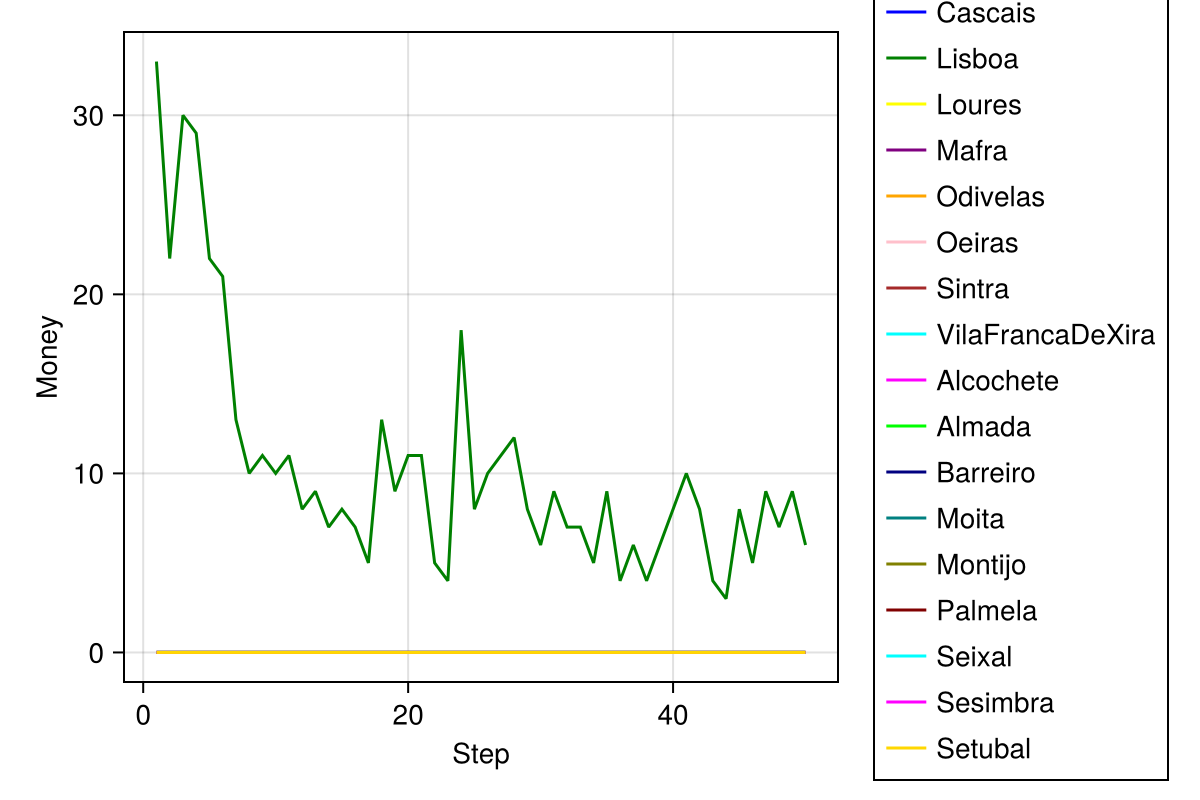 Cascais
Lisboa
Loures
Mafra
Odivelas
Oeiras
Sintra
VilaFrancaDeXira
Alcochete
Almada
Barreiro
Moita
Montijo
Palmela
Seixal
Sesimbra
Setubal
30
20
10
0
Money
0 20 40
Step